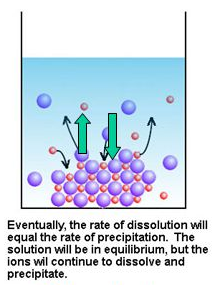 Eventually, the rate of dissolution will
equal the rate of precipitation.  The
solution will be in equilibrium, but the
ions wil continue to dissolve and
precipitate.